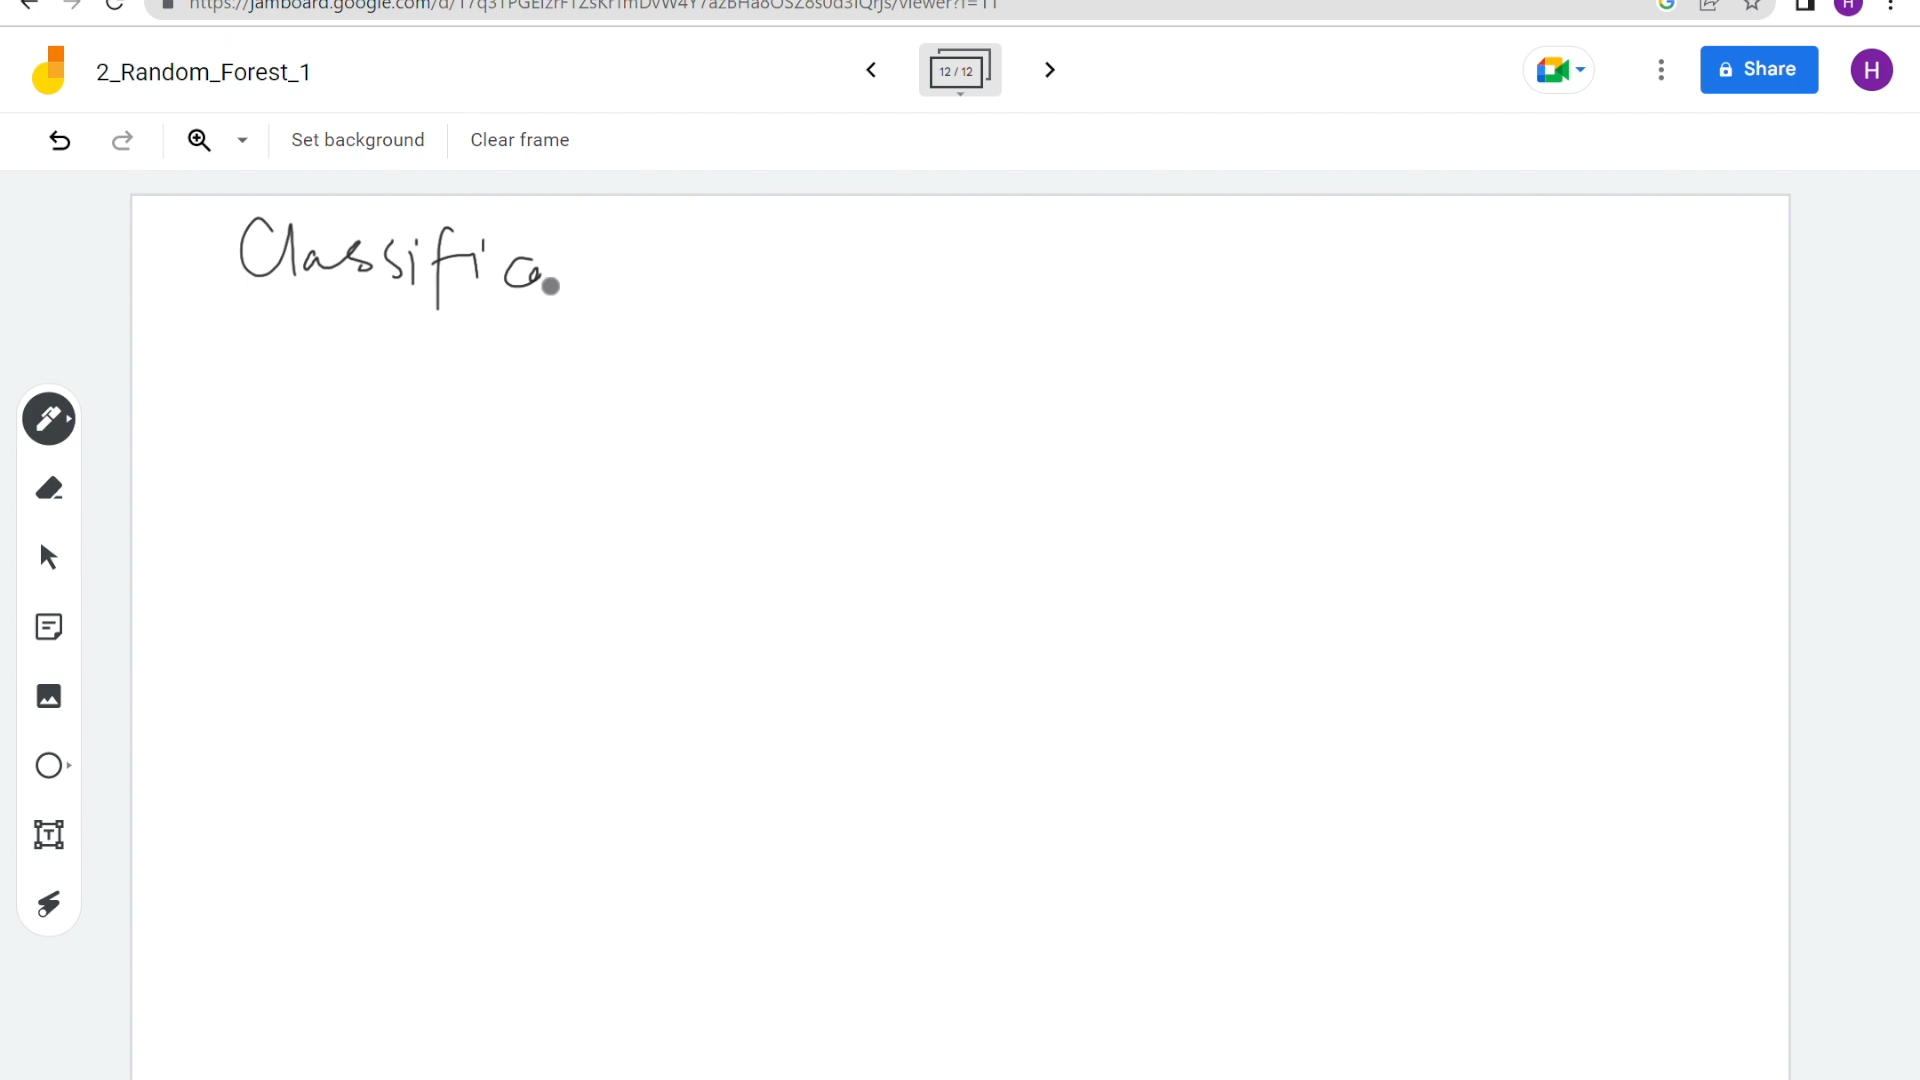 2_Random_Forest_1
12 / 12
Share
H
Set background
Clear frame
Classifica